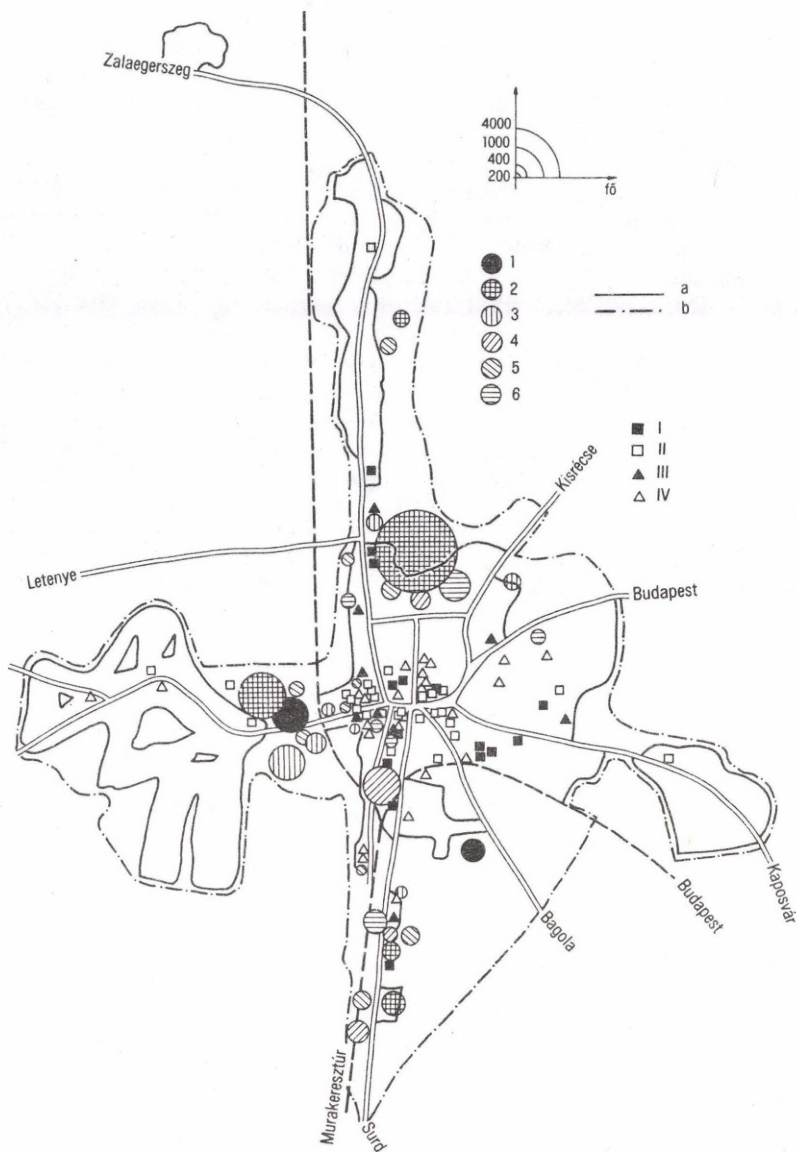 Zalaegerszeg
4000
1000
400
200
fő
1
2
3
4
5
6
a
b
I
II
III
IV
Kisrécse
Letenye
Budapest
Kaposvár
Budapest
Bagola
Murakeresztúr
Surd